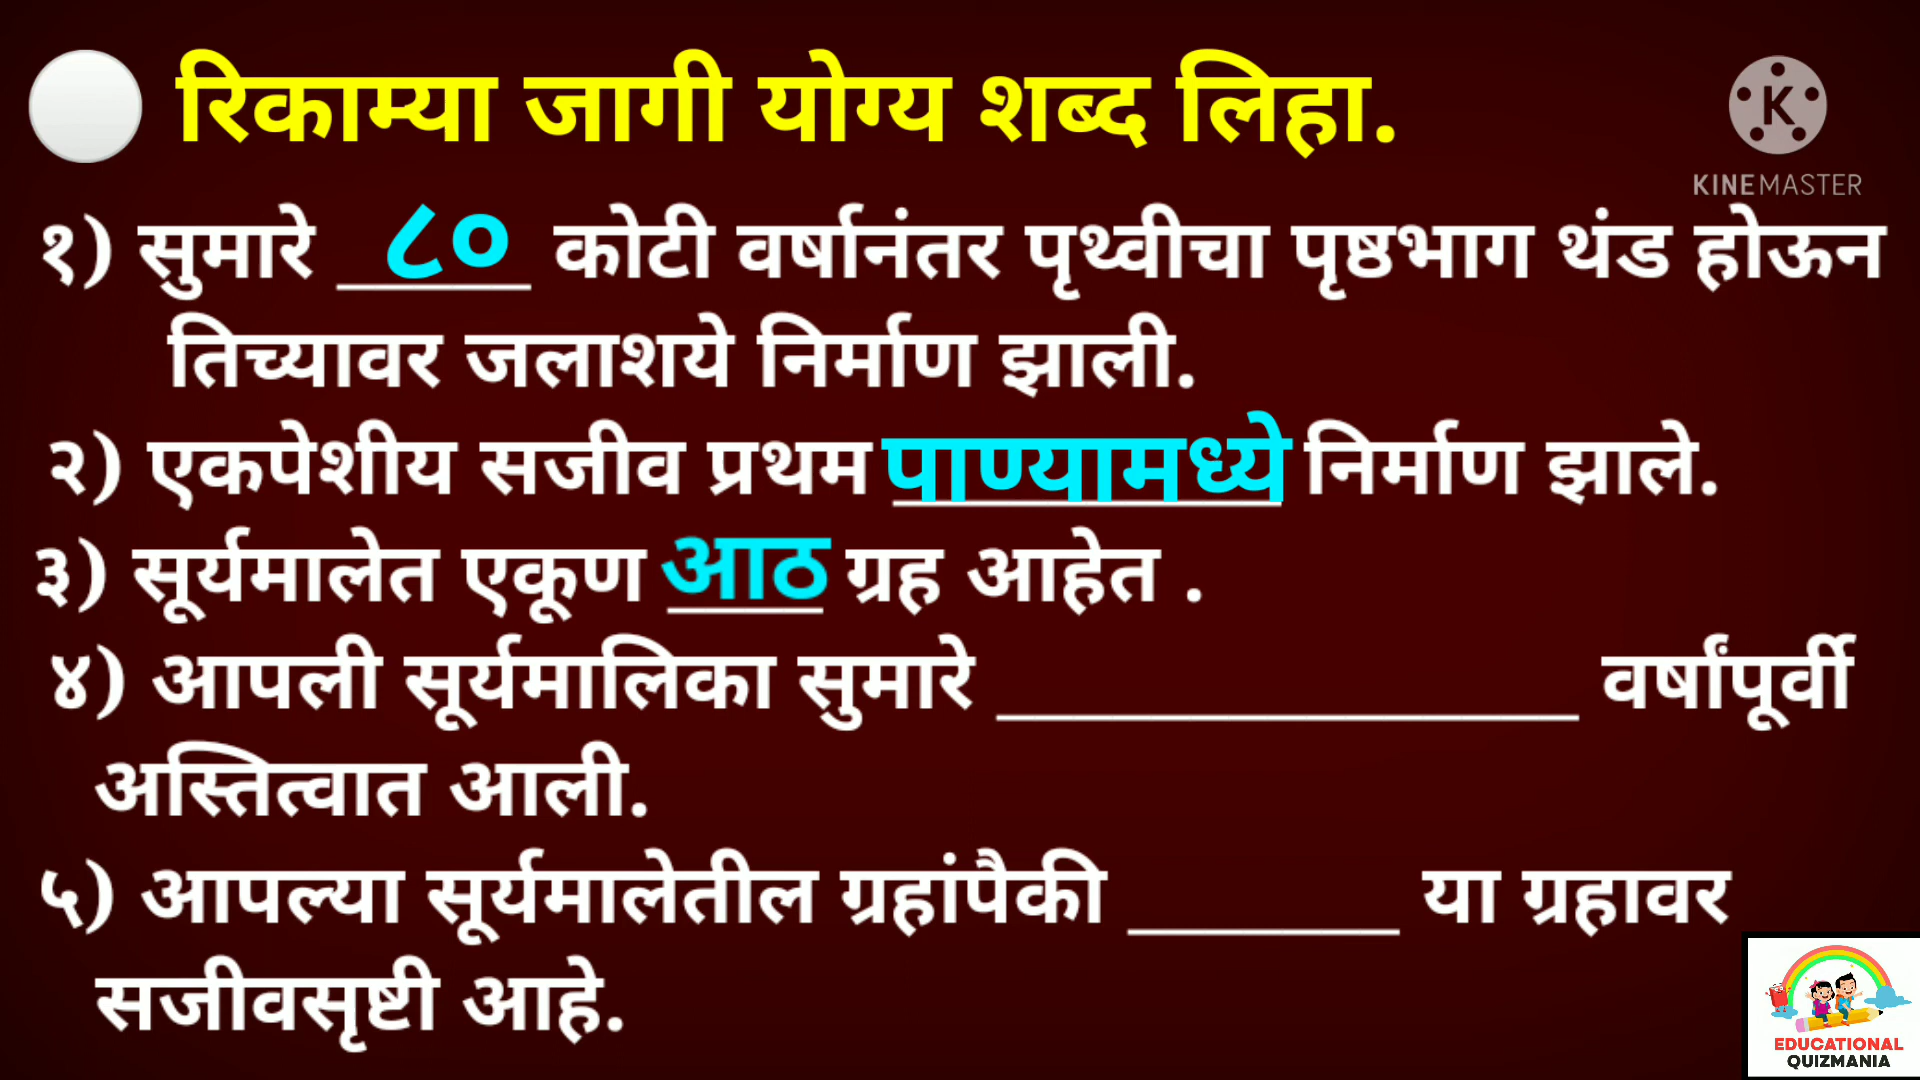 रिकाम्या जागी योग्य शब्द लिहा.
K
KINEMASTER
१) सुमारे ८० कोटी वर्षानंतर पृथ्वीचा पृष्ठभाग थंड होऊन
तिच्यावर जलाशये निर्माण झाली.
२) एकपेशीय सजीव प्रथम पाण्यामध्ये निर्माण झाले.
३) सूर्यमालेत एकूण आठ ग्रह आहेत .
४) आपली सूर्यमालिका सुमारे ____________ वर्षांपूर्वी
अस्तित्वात आली.
५) आपल्या सूर्यमालेतील ग्रहांपैकी ______ या ग्रहावर
सजीवसृष्टी आहे.
EDUCATIONAL
QUIZMANIA